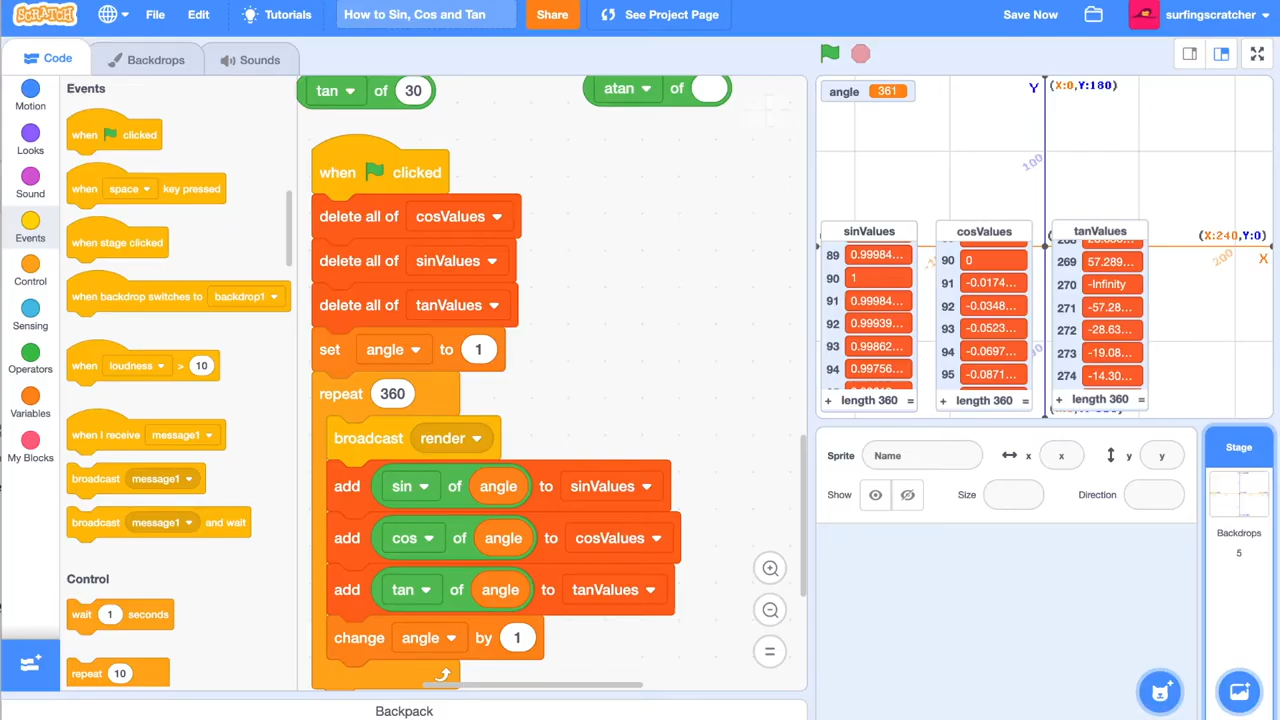 SCRATCH
File
Edit
Tutorials
How to Sin, Cos and Tan
Share
See Project Page
Save Now
surfingscratcher
Code
Backdrops
Sounds
Motion
Looks
Sound
Events
Control
Sensing
Operators
Variables
My Blocks
Events
when clicked
when space key pressed
when stage clicked
when backdrop switches to backdrop1
when loudness > 10
when I receive message1
broadcast message1
broadcast message1 and wait
Control
wait 1 seconds
repeat 10
tan of 30
atan of
when clicked
delete all of cosValues
delete all of sinValues
delete all of tanValues
set angle to 1
repeat 360
broadcast render
add sin of angle to sinValues
add cos of angle to cosValues
add tan of angle to tanValues
change angle by 1
Backpack
angle 361
Y (X:0,Y:180)
100
(X:240,Y:0)
200
X
sinValues
89 0.99984...
90 1
91 0.99984...
92 0.99939...
93 0.99862...
94 0.99756...
+ length 360 =
cosValues
90 0
91 -0.0174...
92 -0.0348...
93 -0.0523...
94 -0.0697...
95 -0.0871...
+ length 360 =
tanValues
269 57.289...
270 -Infinity
271 -57.28...
272 -28.63...
273 -19.08...
274 -14.30...
+ length 360 =
Sprite Name x x y y
Show Size Direction
Stage
Backdrops
5